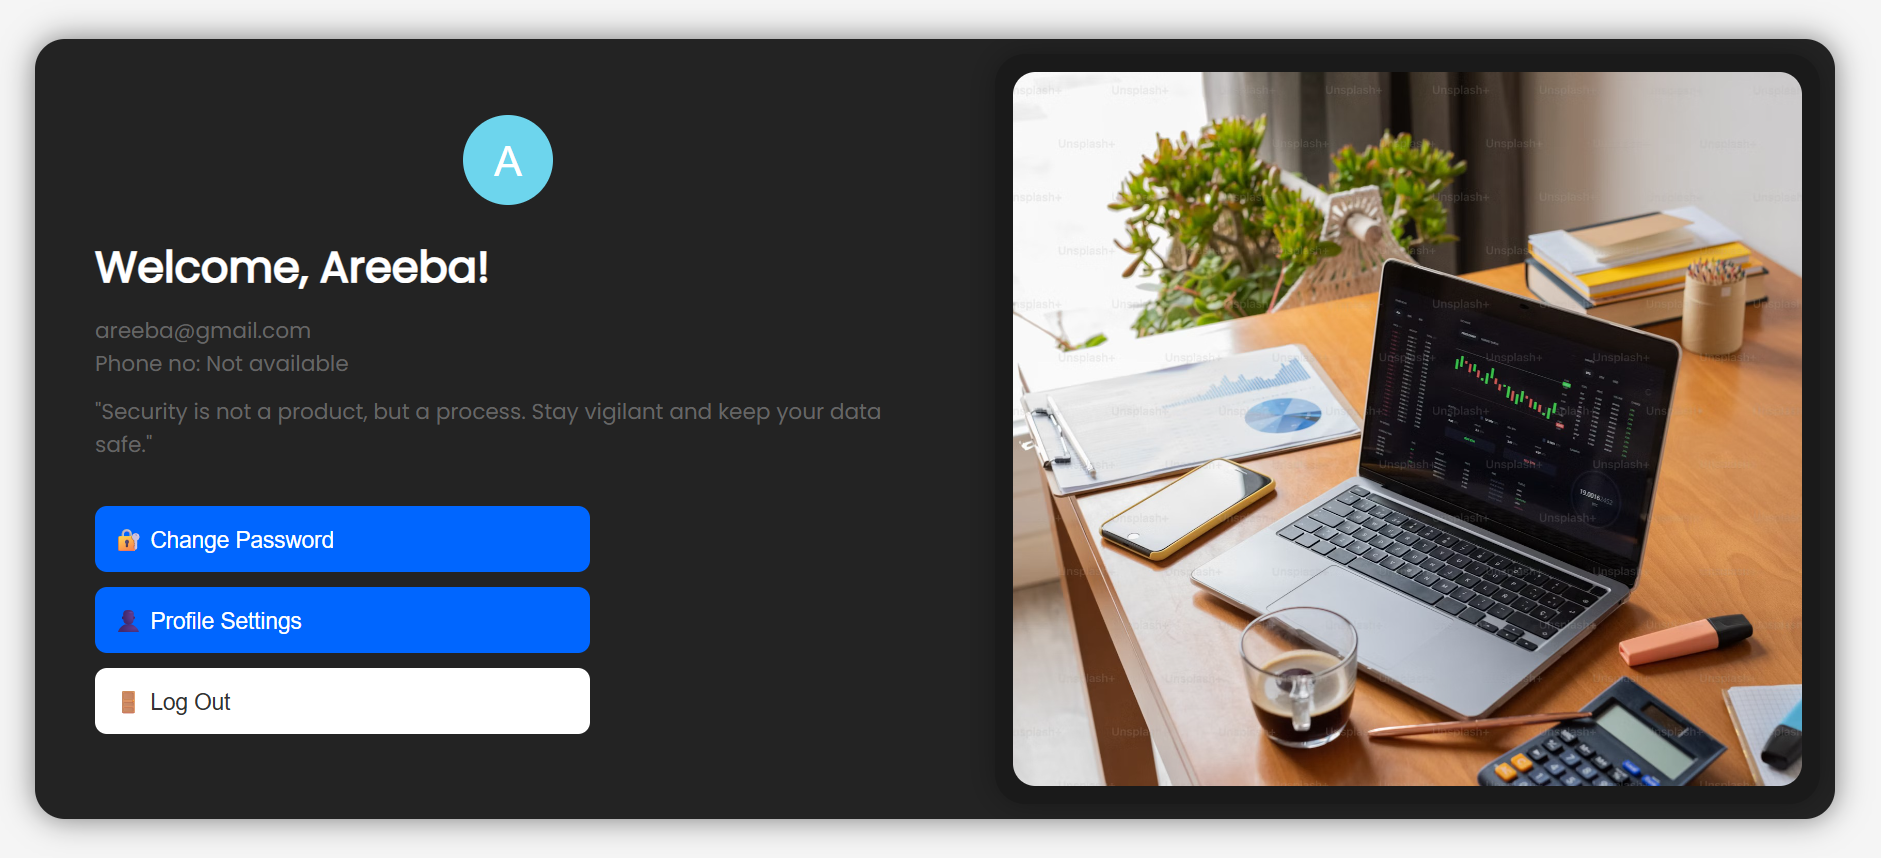 A
Welcome, Areeba!
areeba@gmail.com
Phone no: Not available
"Security is not a product, but a process. Stay vigilant and keep your data
safe."
Change Password
Profile Settings
Log Out
Unsplash+